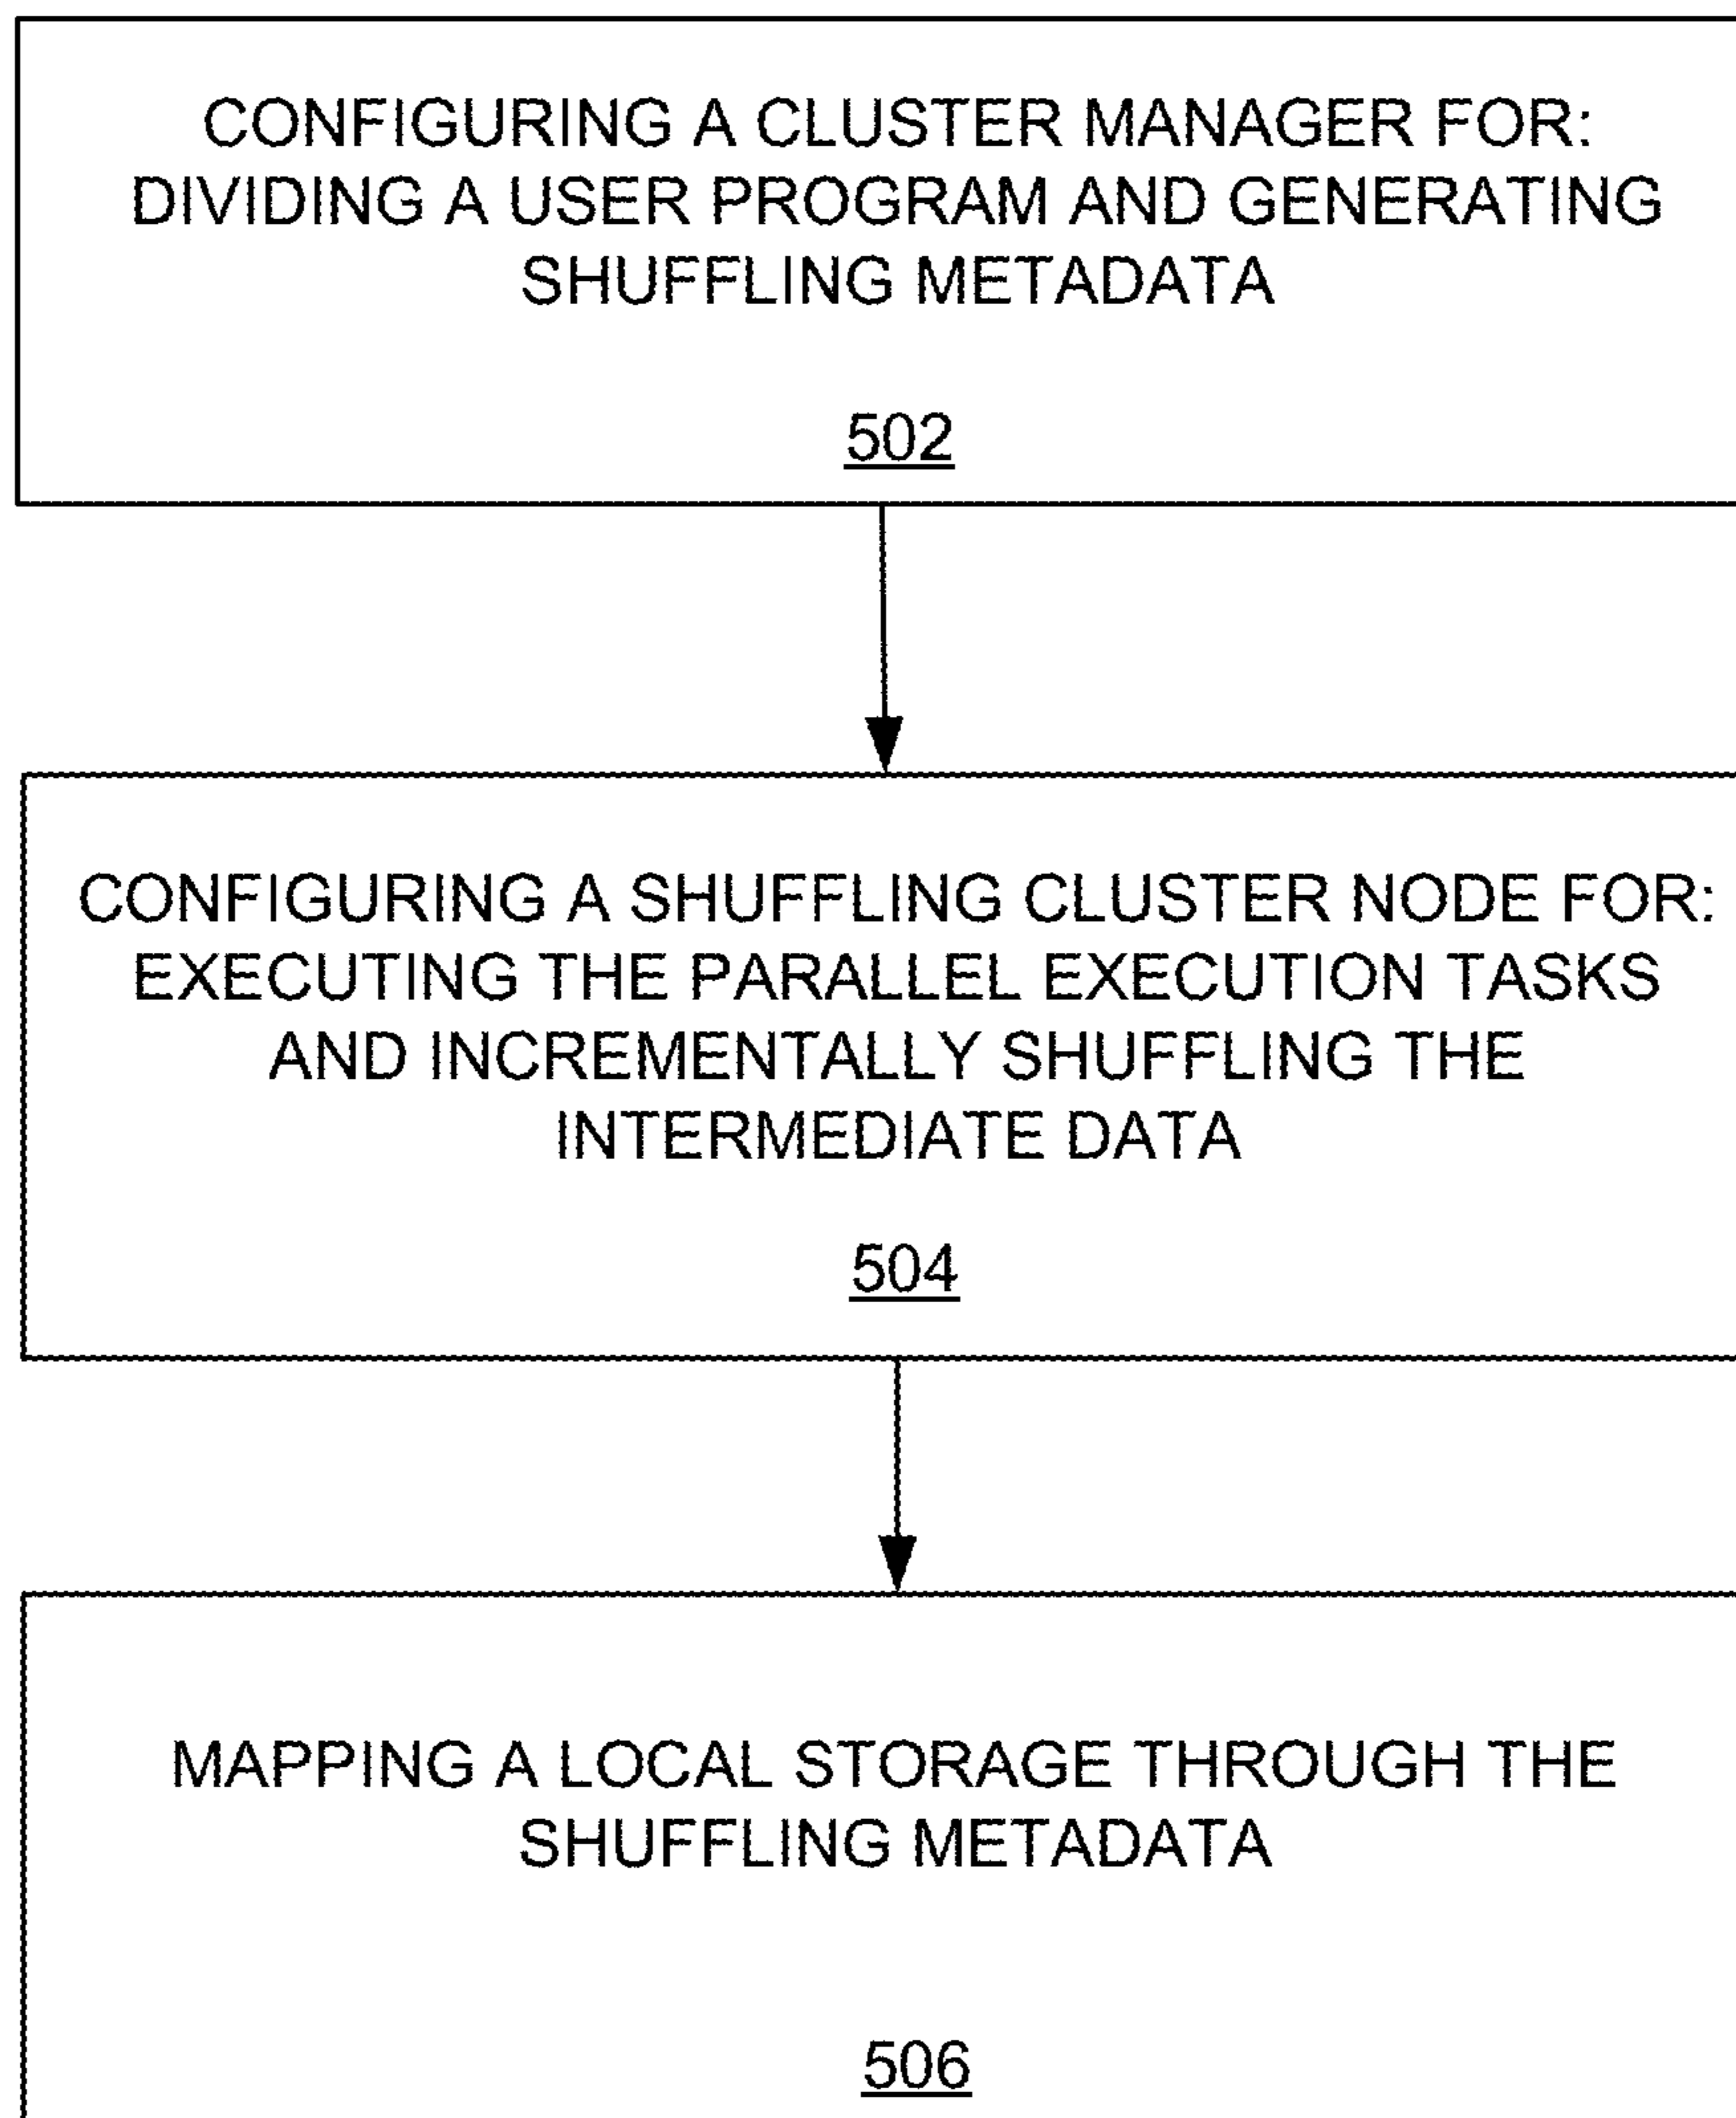 CONFIGURING A CLUSTER MANAGER FOR:
DIVIDING A USER PROGRAM AND GENERATING
SHUFFLING METADATA
502
CONFIGURING A SHUFFLING CLUSTER NODE FOR:
EXECUTING THE PARALLEL EXECUTION TASKS
AND INCREMENTALLY SHUFFLING THE
INTERMEDIATE DATA
504
MAPPING A LOCAL STORAGE THROUGH THE
SHUFFLING METADATA
506